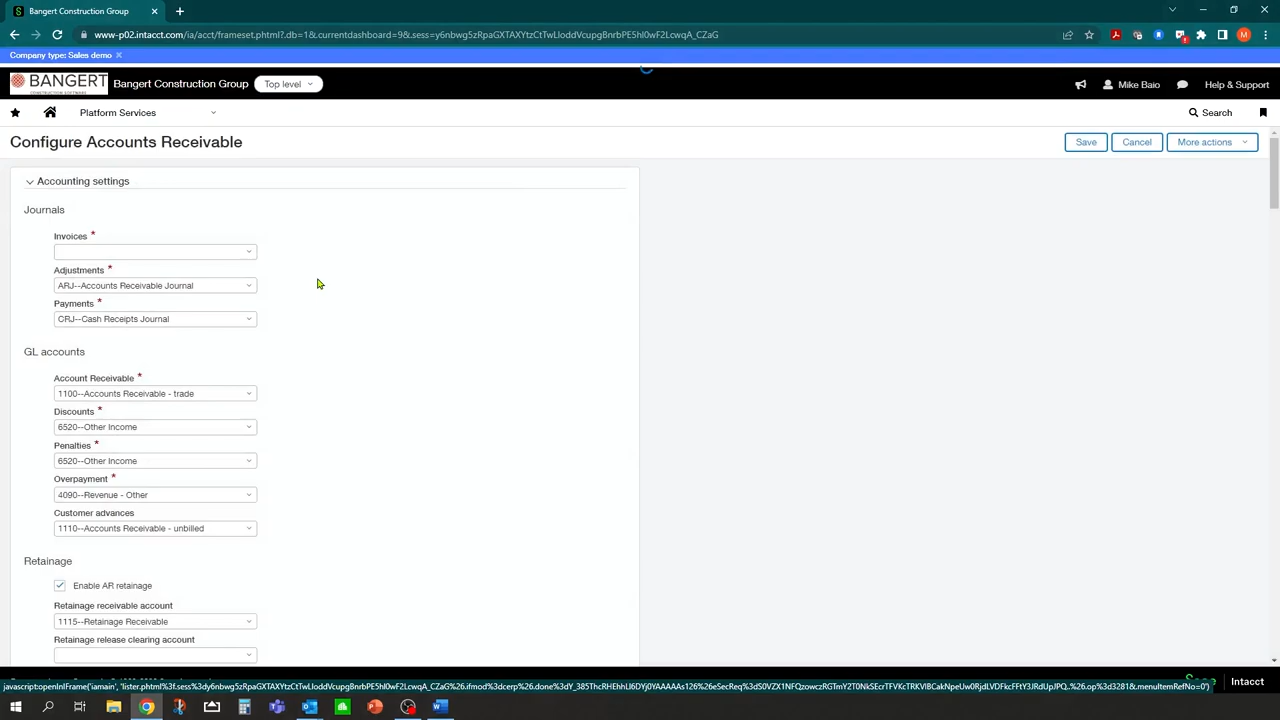 Bangert Construction Group
www-p02.intacct.com/ia/acct/frameset.phtml?.db=1&.currentdashboard=9&.sess=y6nbwg5zRpaGXTAXYtzCtTwLIoddVcupgBnrbPE5hl0wF2LcwqA_CZaG
Company type: Sales demo
BANGERT
CONSTRUCTION SOFTWARE
Bangert Construction Group
Top level
Mike Baio
Help & Support
Platform Services
Search
Configure Accounts Receivable
Save
Cancel
More actions
Accounting settings
Journals
Invoices *
Adjustments *
ARJ--Accounts Receivable Journal
Payments *
CRJ--Cash Receipts Journal
GL accounts
Account Receivable *
1100--Accounts Receivable - trade
Discounts *
6520--Other Income
Penalties *
6520--Other Income
Overpayment *
4090--Revenue - Other
Customer advances
1110--Accounts Receivable - unbilled
Retainage
Enable AR retainage
Retainage receivable account
1115--Retainage Receivable
Retainage release clearing account
Intacct